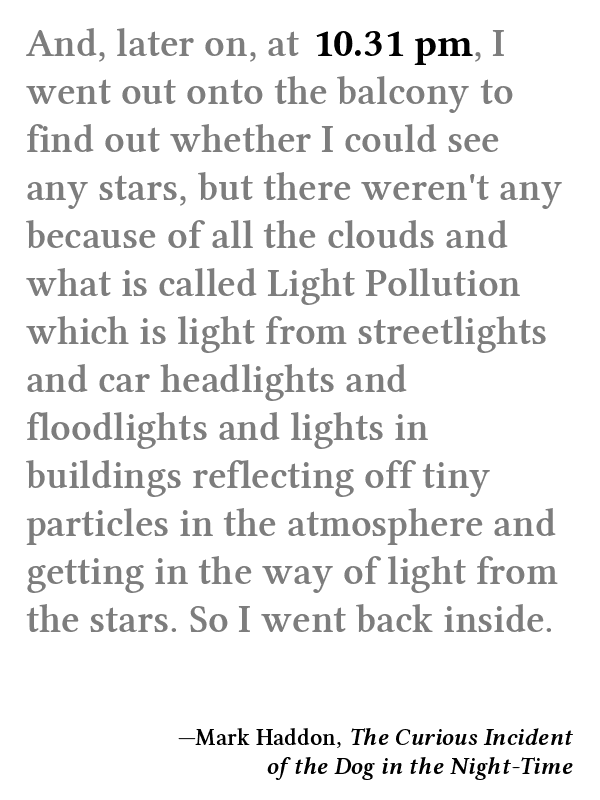 And, later on, at 10.31 pm, I
went out onto the balcony to
find out whether I could see
any stars, but there weren't any
because of all the clouds and
what is called Light Pollution
which is light from streetlights
and car headlights and
floodlights and lights in
buildings reflecting off tiny
particles in the atmosphere and
getting in the way of light from
the stars. So I went back inside.
—Mark Haddon, The Curious Incident
of the Dog in the Night-Time